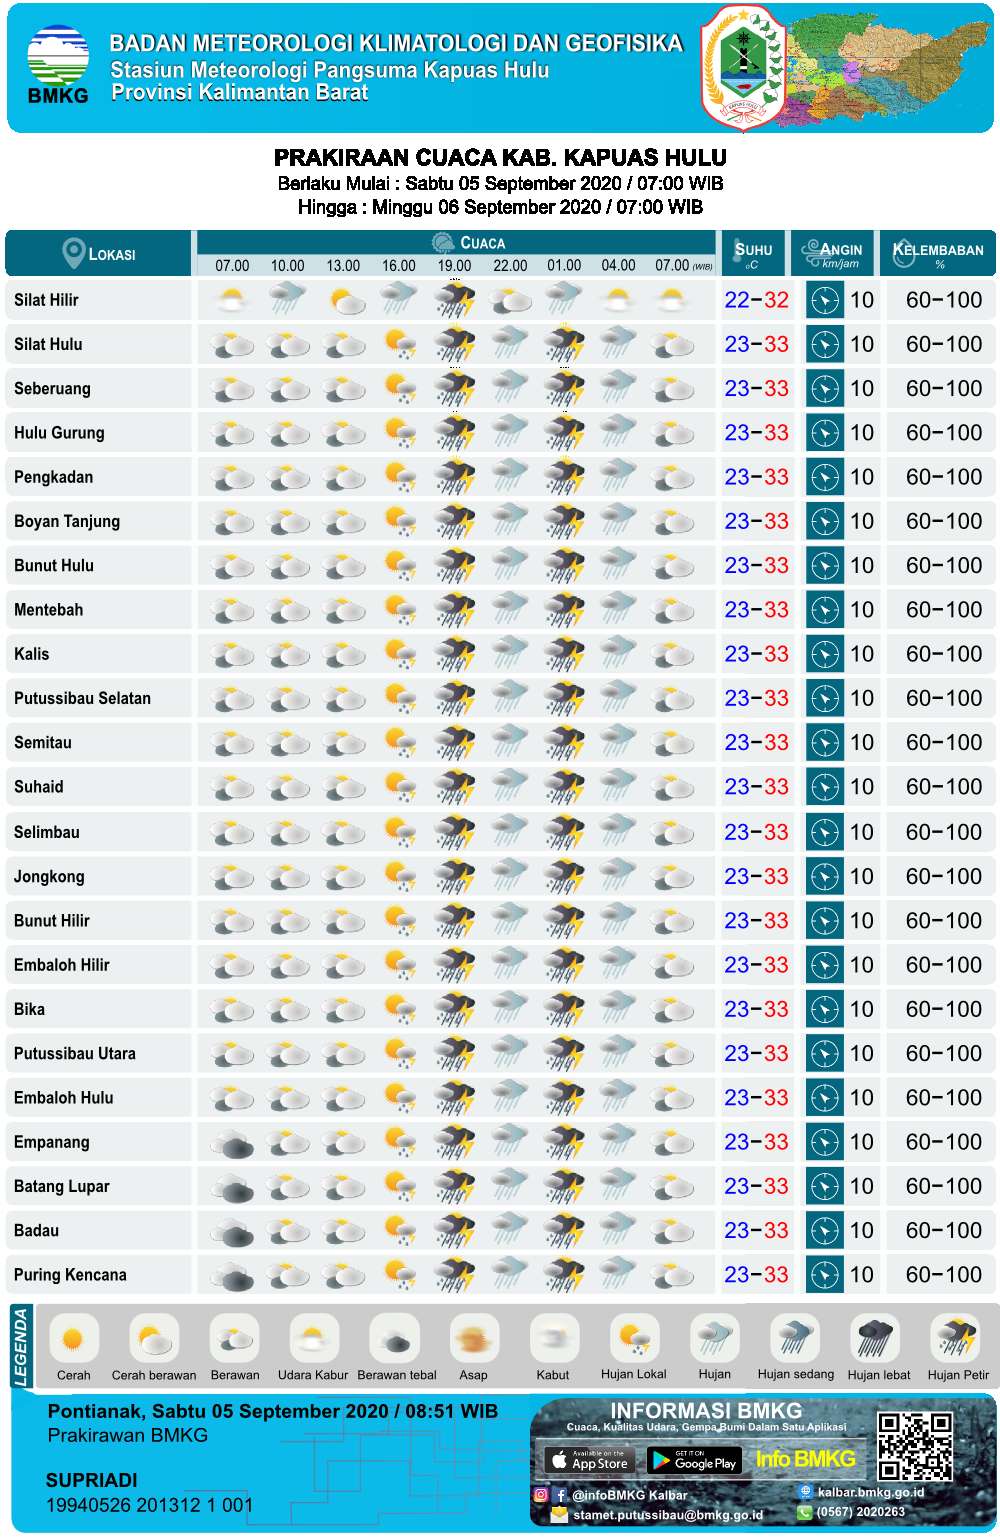 BMKG
BADAN METEOROLOGI KLIMATOLOGI DAN GEOFISIKA
Stasiun Meteorologi Pangsuma Kapuas Hulu
Provinsi Kalimantan Barat
KAPUAS HULU
PRAKIRAAN CUACA KAB. KAPUAS HULU
Berlaku Mulai : Sabtu 05 September 2020 / 07:00 WIB
Hingga : Minggu 06 September 2020 / 07:00 WIB
LOKASI CUACA SUHU °C ANGIN km/jam KELEMBABAN %
07.00 10.00 13.00 16.00 19.00 22.00 01.00 04.00 07.00 (WIB)
Silat Hilir 22-32 10 60-100
Silat Hulu 23-33 10 60-100
Seberuang 23-33 10 60-100
Hulu Gurung 23-33 10 60-100
Pengkadan 23-33 10 60-100
Boyan Tanjung 23-33 10 60-100
Bunut Hulu 23-33 10 60-100
Mentebah 23-33 10 60-100
Kalis 23-33 10 60-100
Putussibau Selatan 23-33 10 60-100
Semitau 23-33 10 60-100
Suhaid 23-33 10 60-100
Selimbau 23-33 10 60-100
Jongkong 23-33 10 60-100
Bunut Hilir 23-33 10 60-100
Embaloh Hilir 23-33 10 60-100
Bika 23-33 10 60-100
Putussibau Utara 23-33 10 60-100
Embaloh Hulu 23-33 10 60-100
Empanang 23-33 10 60-100
Batang Lupar 23-33 10 60-100
Badau 23-33 10 60-100
Puring Kencana 23-33 10 60-100
LEGENDA
Cerah Cerah berawan Berawan Udara Kabur Berawan tebal Asap Kabut Hujan Lokal Hujan Hujan sedang Hujan lebat Hujan Petir
Pontianak, Sabtu 05 September 2020 / 08:51 WIB
Prakirawan BMKG
SUPRIADI
19940526 201312 1 001
INFORMASI BMKG
Cuaca, Kualitas Udara, Gempa Bumi Dalam Satu Aplikasi
Available on the App Store
GET IT ON Google Play
Info BMKG
@infoBMKG Kalbar
kalbar.bmkg.go.id
stamet.putussibau@bmkg.go.id
(0567) 2020263